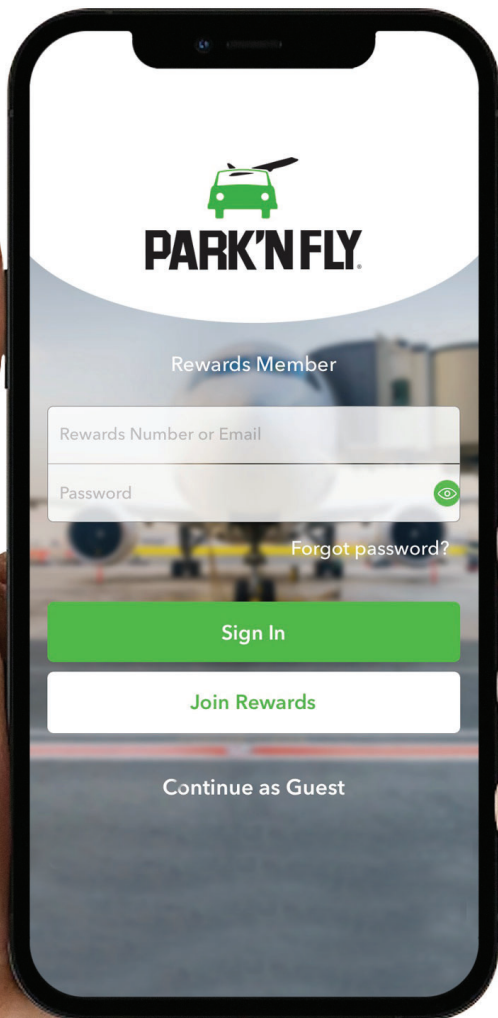 PARK'N FLY.
Rewards Member
Rewards Number or Email
Password
Forgot password?
Sign In
Join Rewards
Continue as Guest